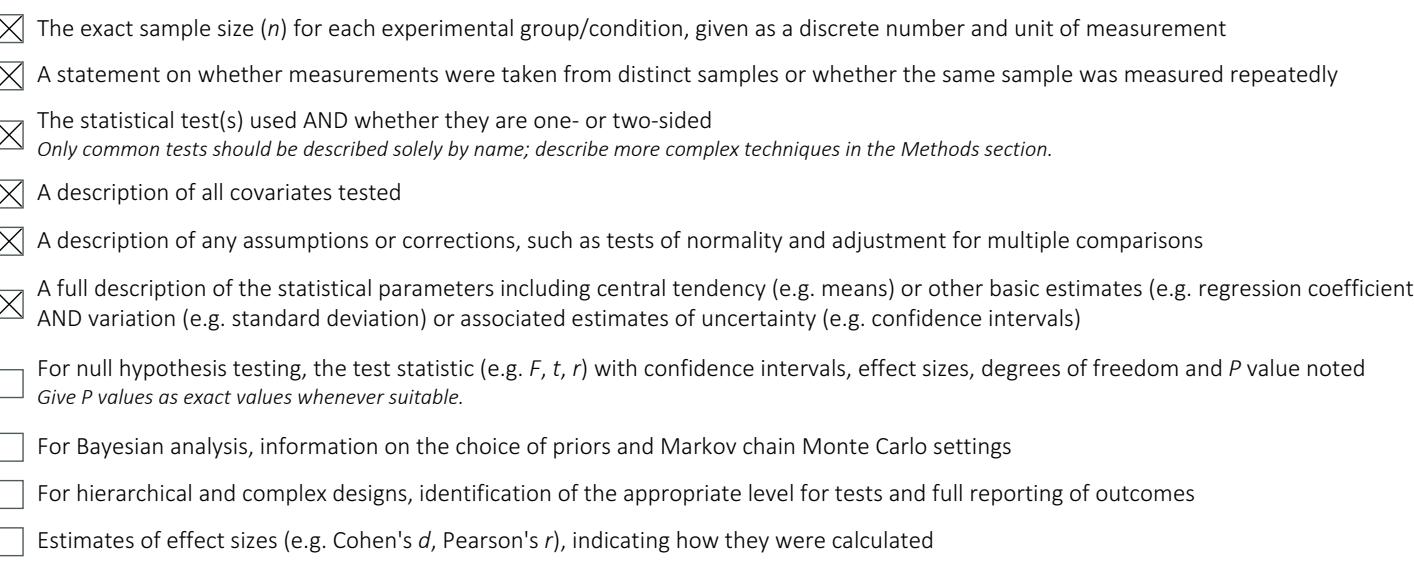 The exact sample size (n) for each experimental group/condition, given as a discrete number and unit of measurement
A statement on whether measurements were taken from distinct samples or whether the same sample was measured repeatedly
The statistical test(s) used AND whether they are one- or two-sided
Only common tests should be described solely by name; describe more complex techniques in the Methods section.
A description of all covariates tested
A description of any assumptions or corrections, such as tests of normality and adjustment for multiple comparisons
A full description of the statistical parameters including central tendency (e.g. means) or other basic estimates (e.g. regression coefficient
AND variation (e.g. standard deviation) or associated estimates of uncertainty (e.g. confidence intervals)
For null hypothesis testing, the test statistic (e.g. F, t, r) with confidence intervals, effect sizes, degrees of freedom and P value noted
Give P values as exact values whenever suitable.
For Bayesian analysis, information on the choice of priors and Markov chain Monte Carlo settings
For hierarchical and complex designs, identification of the appropriate level for tests and full reporting of outcomes
Estimates of effect sizes (e.g. Cohen's d, Pearson's r), indicating how they were calculated